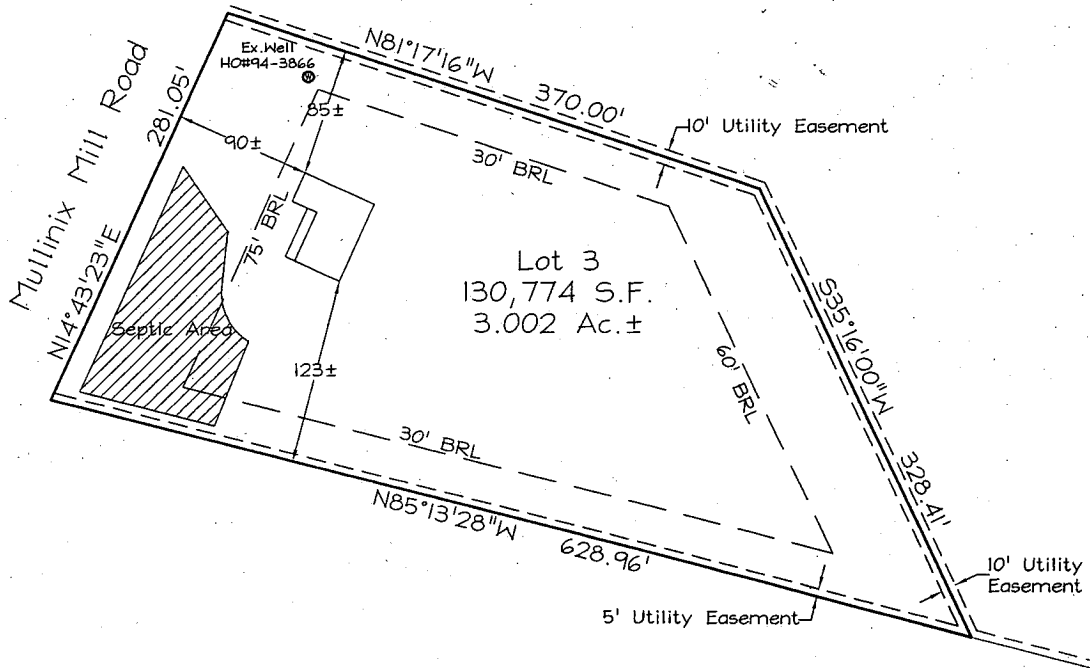 N81°17'16"W 370.00'
Ex.Well
HO#94-3866
Mullinix Mill Road
281.05'
N14°43'23"E
85±
90±
10' Utility Easement
30' BRL
75' BRL
Lot 3
130,774 S.F.
3.002 Ac.±
S35°16'00"W 328.41'
Septic Area
60' BRL
123±
30' BRL
N85°13'28"W 628.96'
10' Utility
Easement
5' Utility Easement